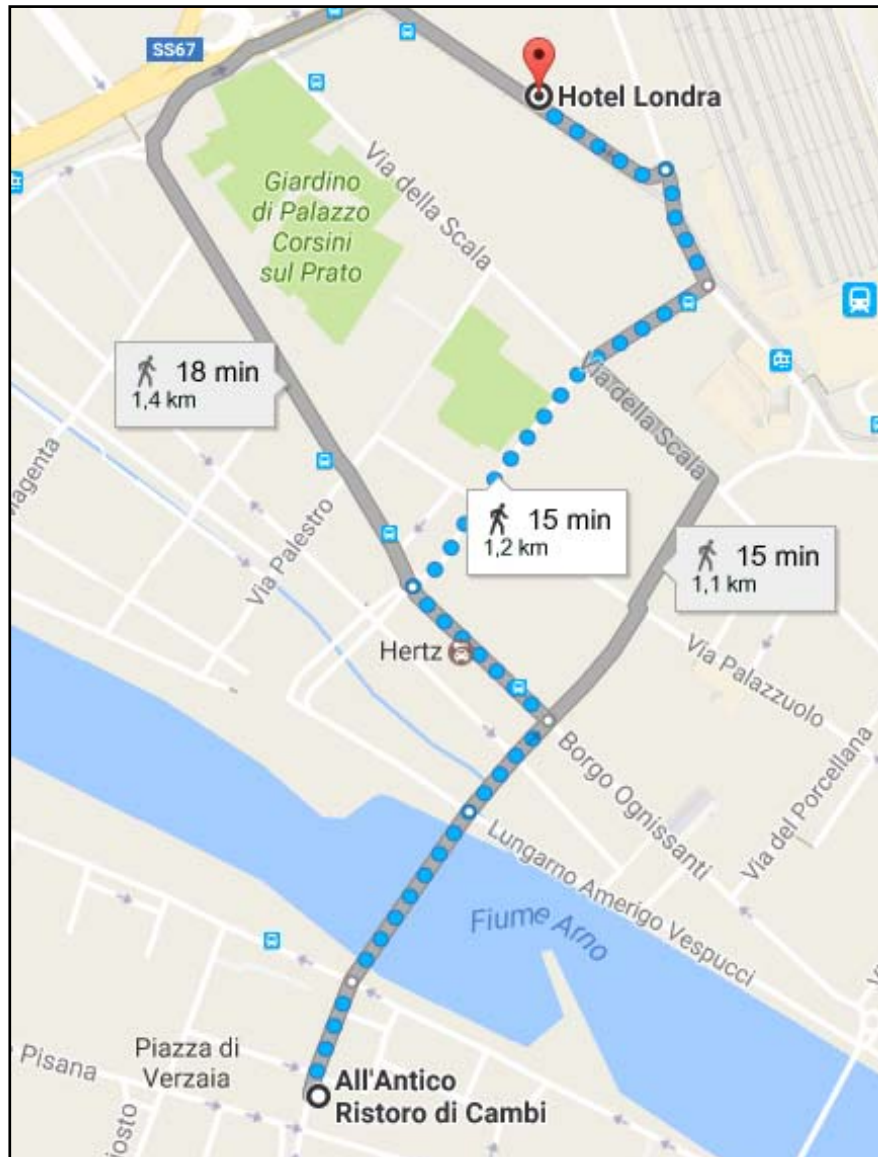 SS67
Hotel Londra
Via della Scala
Giardino
di Palazzo
Corsini
sul Prato
18 min
1,4 km
Via della Scala
Magenta
Via Palestro
15 min
1,2 km
15 min
1,1 km
Hertz
Via Palazzuolo
Borgo Ognissanti
Via del Porcellana
Lungarno Amerigo Vespucci
Fiume Arno
Piazza di
Verzaia
Pisana
All'Antico
Ristoro di Cambi